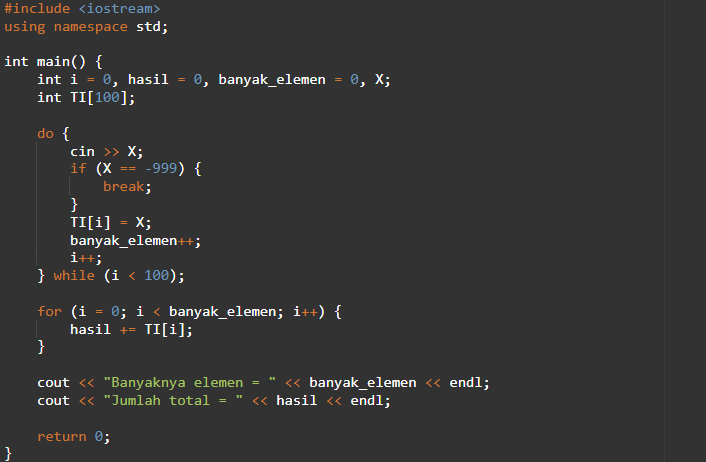 #include <iostream>
using namespace std;
int main() {
    int i = 0, hasil = 0, banyak_elemen = 0, X;
    int TI[100];
    do {
        cin >> X;
        if (X == -999) {
            break;
        }
        TI[i] = X;
        banyak_elemen++;
        i++;
    } while (i < 100);
    for (i = 0; i < banyak_elemen; i++) {
        hasil += TI[i];
    }
    cout << "Banyaknya elemen = " << banyak_elemen << endl;
    cout << "Jumlah total = " << hasil << endl;
    return 0;
}